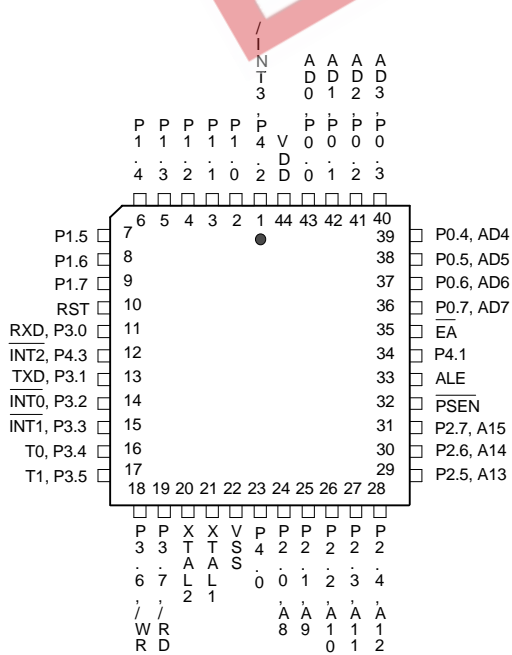 P1.4
P1.3
P1.2
P1.1
P1.0
/INT3,P4.2
VDD
AD0,P0.0
AD1,P0.1
AD2,P0.2
AD3,P0.3
6 5 4 3 2 1 44 43 42 41 40
P1.5 7
P1.6 8
P1.7 9
RST 10
RXD, P3.0 11
INT2, P4.3 12
TXD, P3.1 13
INT0, P3.2 14
INT1, P3.3 15
T0, P3.4 16
T1, P3.5 17
39 P0.4, AD4
38 P0.5, AD5
37 P0.6, AD6
36 P0.7, AD7
35 EA
34 P4.1
33 ALE
32 PSEN
31 P2.7, A15
30 P2.6, A14
29 P2.5, A13
18 19 20 21 22 23 24 25 26 27 28
P3.6,/WR
P3.7,/RD
XTAL2
XTAL1
VSS
P4.0
P2.0,A8
P2.1,A9
P2.2,A10
P2.3,A11
P2.4,A12